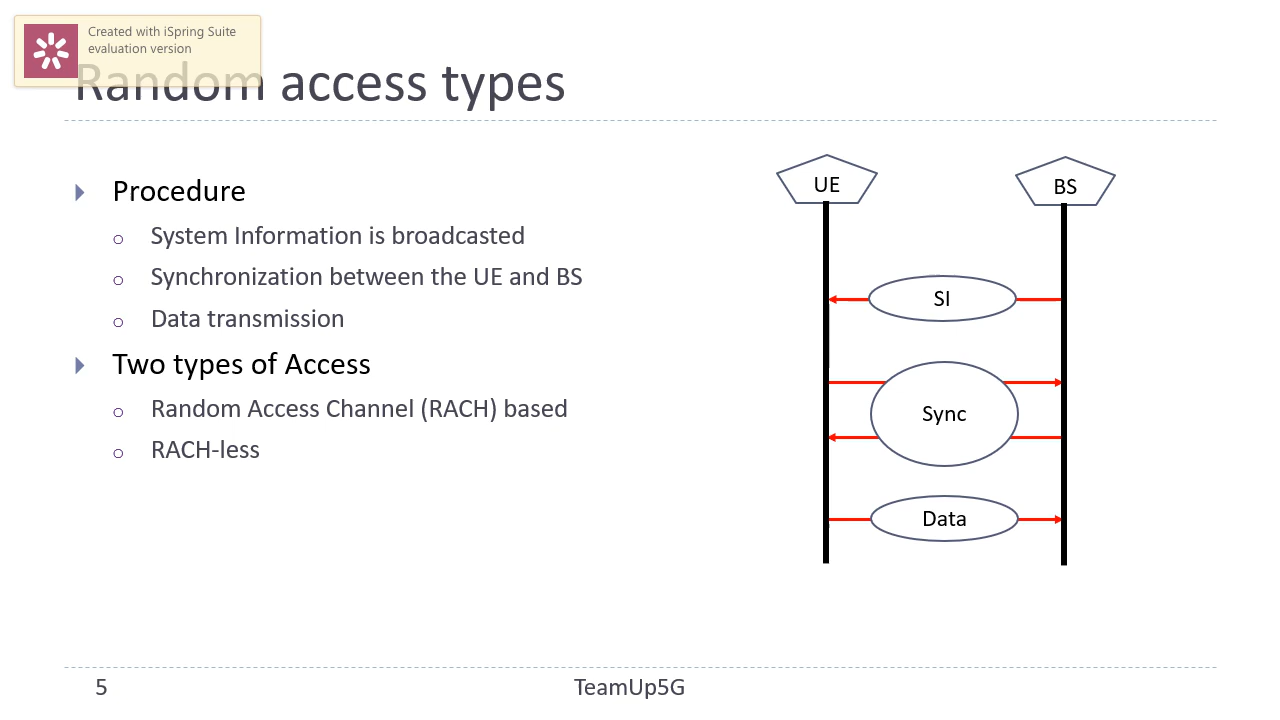 Created with iSpring Suite
evaluation version
Random access types
Procedure
System Information is broadcasted
Synchronization between the UE and BS
Data transmission
Two types of Access
Random Access Channel (RACH) based
RACH-less
UE
BS
SI
Sync
Data
5
TeamUp5G